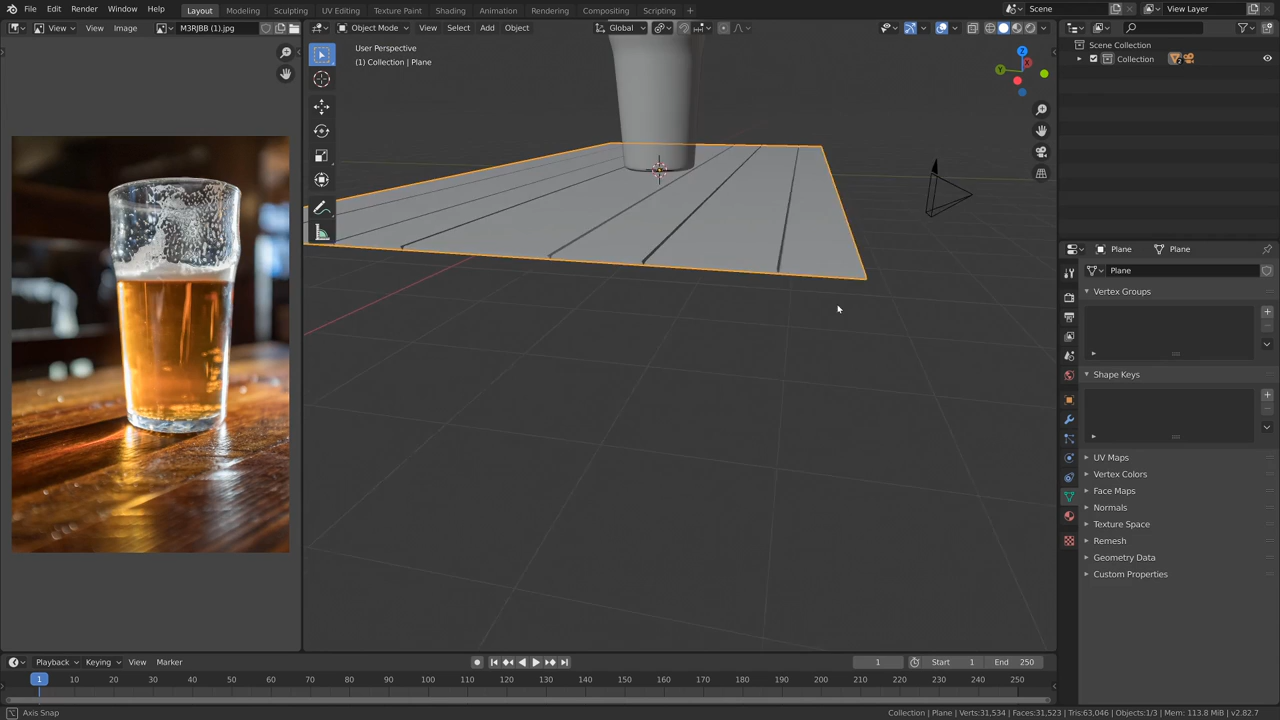 File Edit Render Window Help Layout Modeling Sculpting UV Editing Texture Paint Shading Animation Rendering Compositing Scripting Scene View Layer
View View Image M3RJBB (1).jpg Object Mode View Select Add Object Global
User Perspective
(1) Collection | Plane
Z
X
Y
Scene Collection
Collection
Plane Plane
Plane
Vertex Groups
Shape Keys
UV Maps
Vertex Colors
Face Maps
Normals
Texture Space
Remesh
Geometry Data
Custom Properties
Playback Keying View Marker 1 Start 1 End 250
1 10 20 30 40 50 60 70 80 90 100 110 120 130 140 150 160 170 180 190 200 210 220 230 240 250
Axis Snap Collection | Plane | Verts:31,534 | Faces:31,523 | Tris:63,046 | Objects:1/3 | Mem: 113.8 MiB | v2.82.7